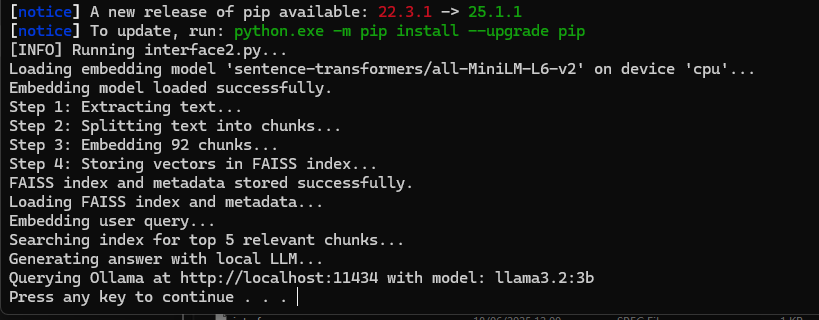 [notice] A new release of pip available: 22.3.1 -> 25.1.1
[notice] To update, run: python.exe -m pip install --upgrade pip
[INFO] Running interface2.py...
Loading embedding model 'sentence-transformers/all-MiniLM-L6-v2' on device 'cpu'...
Embedding model loaded successfully.
Step 1: Extracting text...
Step 2: Splitting text into chunks...
Step 3: Embedding 92 chunks...
Step 4: Storing vectors in FAISS index...
FAISS index and metadata stored successfully.
Loading FAISS index and metadata...
Embedding user query...
Searching index for top 5 relevant chunks...
Generating answer with local LLM...
Querying Ollama at http://localhost:11434 with model: llama3.2:3b
Press any key to continue . . .